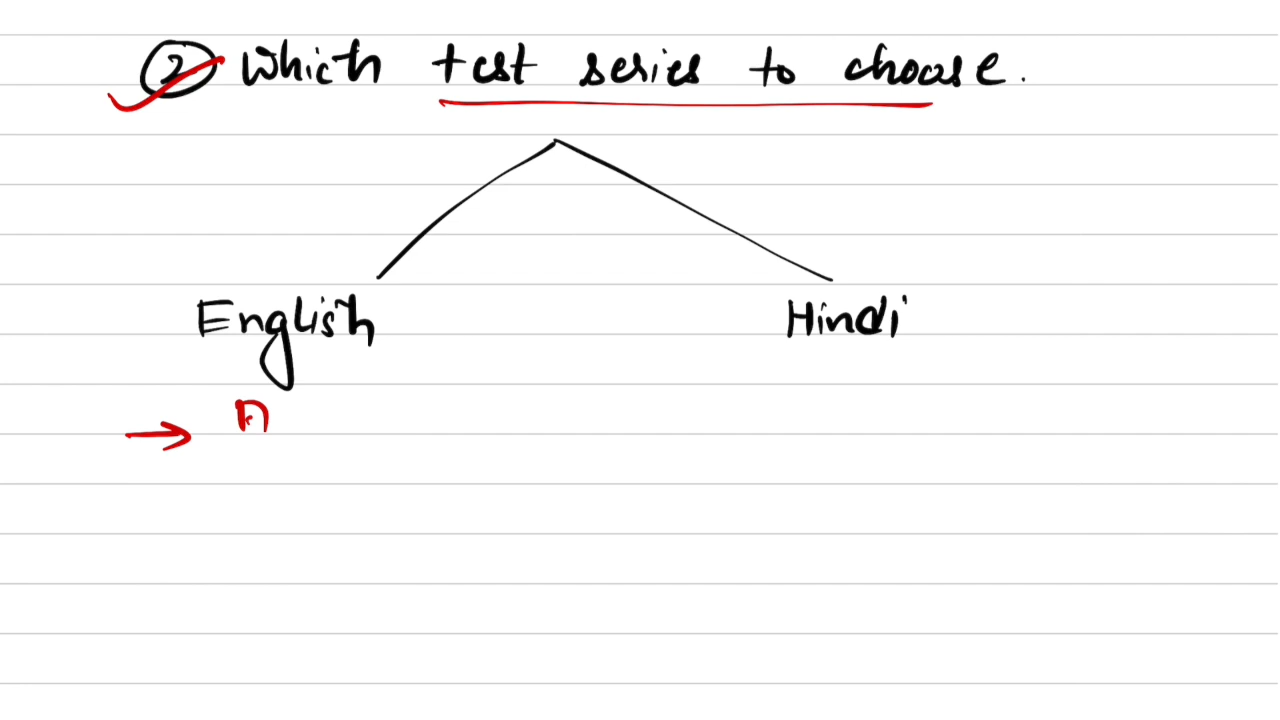 ② Which test series to choose.
English Hindi
→